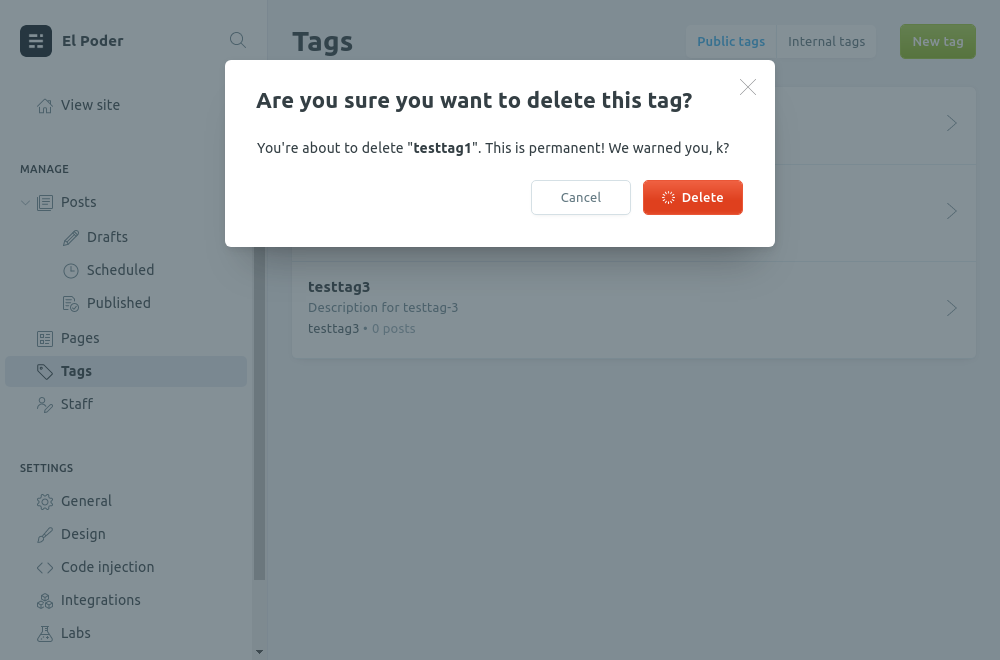 El Poder
View site
MANAGE
Posts
Drafts
Scheduled
Published
Pages
Tags
Staff
SETTINGS
General
Design
Code injection
Integrations
Labs
Tags
Public tags
Internal tags
New tag
Are you sure you want to delete this tag?
You're about to delete "testtag1". This is permanent! We warned you, k?
Cancel
Delete
testtag3
Description for testtag-3
testtag3 • 0 posts